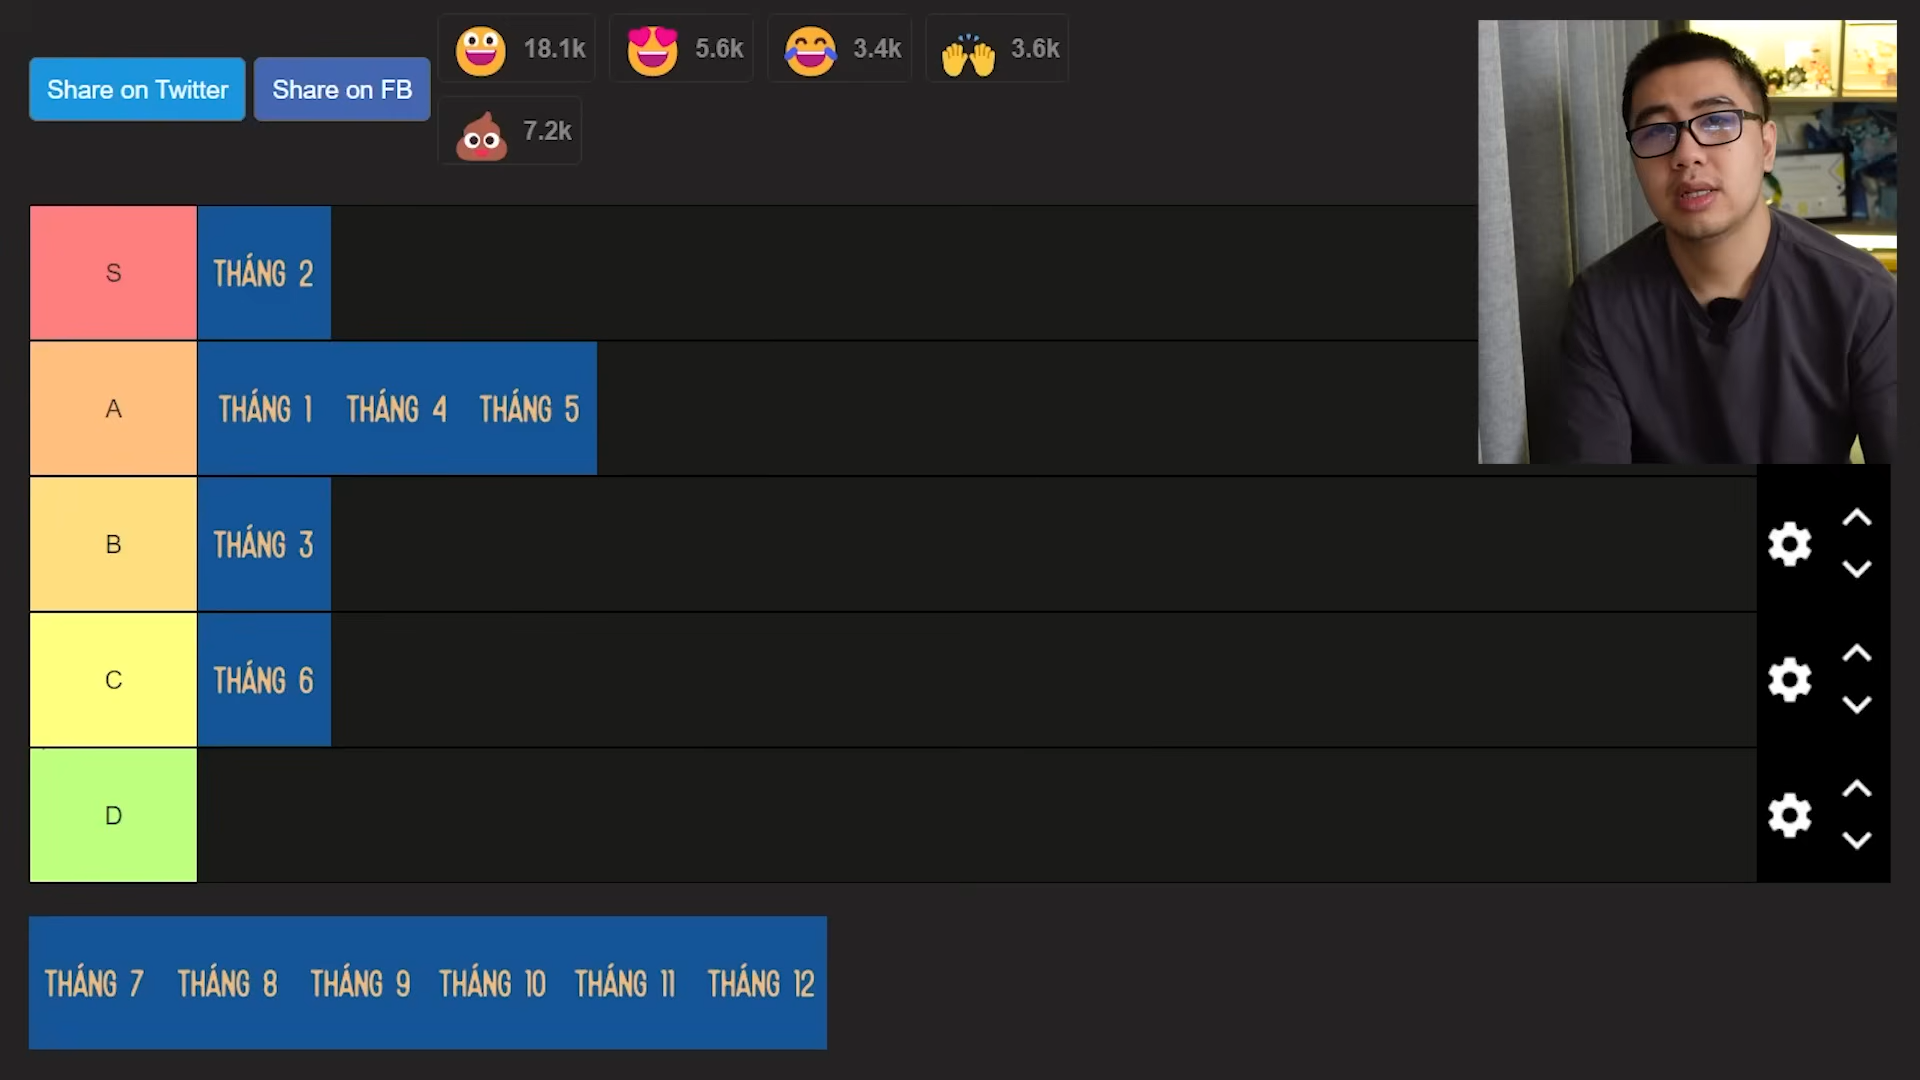 Share on Twitter
Share on FB
18.1k
5.6k
3.4k
3.6k
7.2k
S
THÁNG 2
A
THÁNG 1 THÁNG 4 THÁNG 5
B
THÁNG 3
C
THÁNG 6
D
THÁNG 7 THÁNG 8 THÁNG 9 THÁNG 10 THÁNG 11 THÁNG 12